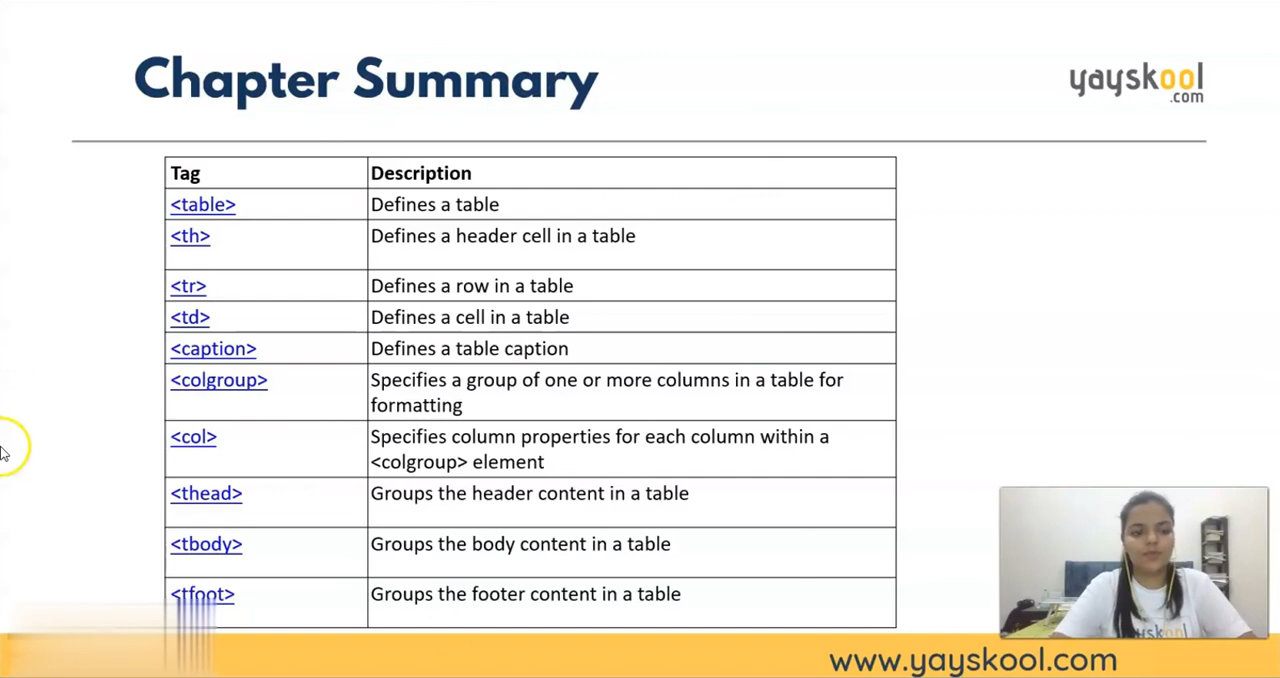 Chapter Summary
yayskool
.com
Tag Description
<table> Defines a table
<th> Defines a header cell in a table
<tr> Defines a row in a table
<td> Defines a cell in a table
<caption> Defines a table caption
<colgroup> Specifies a group of one or more columns in a table for
formatting
<col> Specifies column properties for each column within a
<colgroup> element
<thead> Groups the header content in a table
<tbody> Groups the body content in a table
<tfoot> Groups the footer content in a table
www.yayskool.com